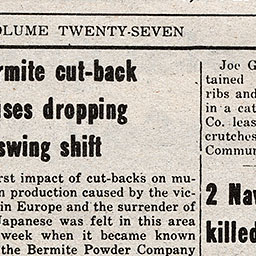 OLUME TWENTY-SEVEN
rmite cut-back
uses dropping
swing shift
rst impact of cut-backs on mu-
n production caused by the vic-
in Europe and the surrender of
Japanese was felt in this area
week when it became known
the Bermite Powder Company
Joe G
tained
ribs and
in a cat
Co. leas
crutches
Commun
2 Nav
killed